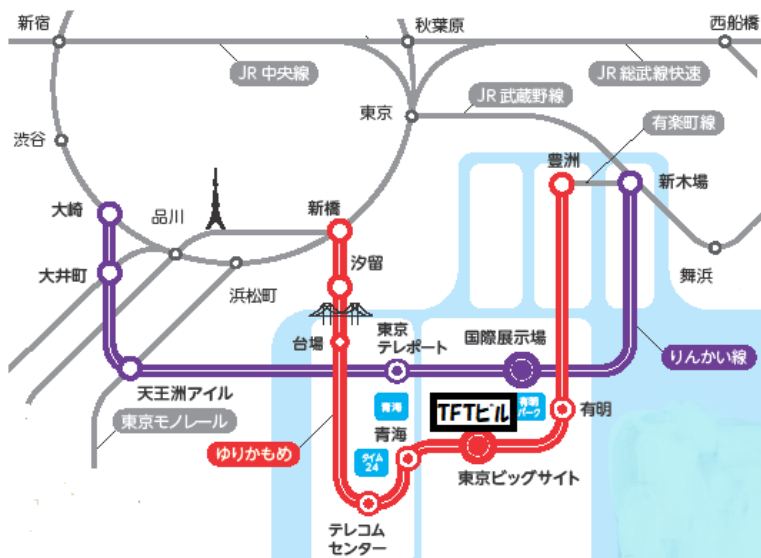 新宿
秋葉原
西船橋
JR 中央線
JR 総武線快速
JR 武蔵野線
東京
有楽町線
渋谷
豊洲
新木場
大崎
品川
新橋
大井町
汐留
舞浜
浜松町
台場
東京
テレポート
国際展示場
りんかい線
天王洲アイル
青海
TFTビル
有明
パーク
有明
東京モノレール
ゆりかもめ
青海
タイム
24
東京ビッグサイト
テレコム
センター